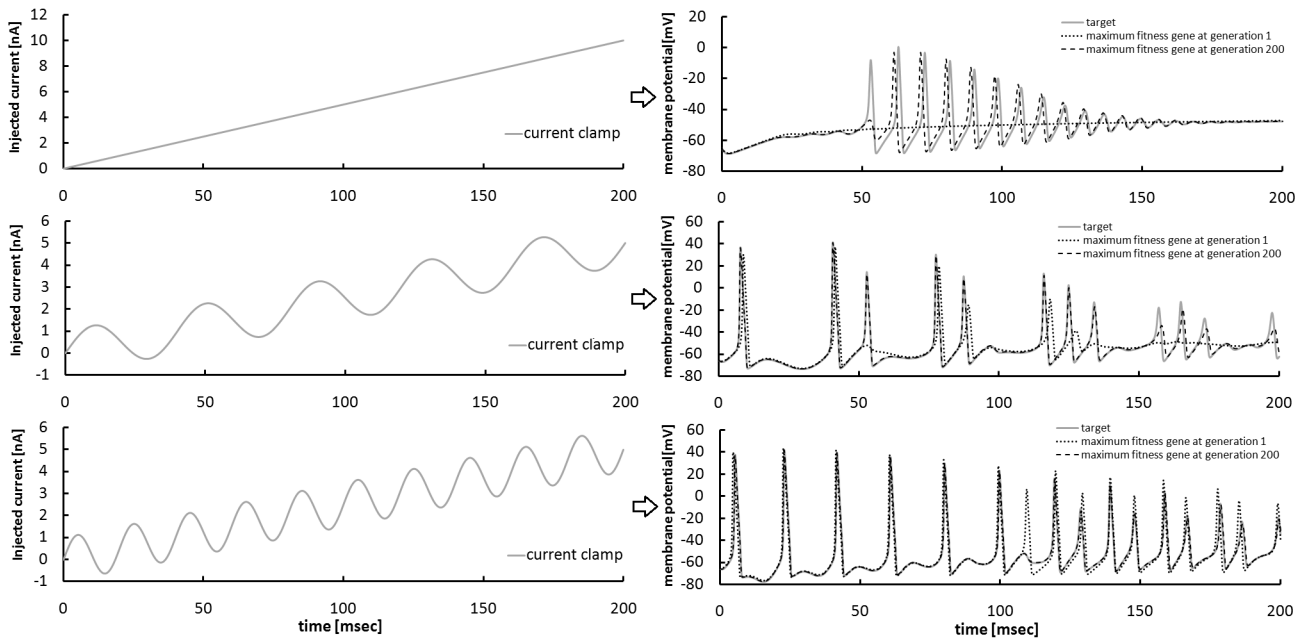 Injected current [nA]
12
10
8
6
4
2
0
current clamp
0 50 100 150 200
membrane potential[mV]
20
0
-20
-40
-60
-80
target
maximum fitness gene at generation 1
maximum fitness gene at generation 200
0 50 100 150 200
Injected current [nA]
6
5
4
3
2
1
0
-1
current clamp
0 50 100 150 200
membrane potential[mV]
60
40
20
0
-20
-40
-60
-80
target
maximum fitness gene at generation 1
maximum fitness gene at generation 200
0 50 100 150 200
Injected current [nA]
6
5
4
3
2
1
0
-1
current clamp
0 50 100 150 200
time [msec]
membrane potential[mV]
60
40
20
0
-20
-40
-60
-80
target
maximum fitness gene at generation 1
maximum fitness gene at generation 200
0 50 100 150 200
time [msec]